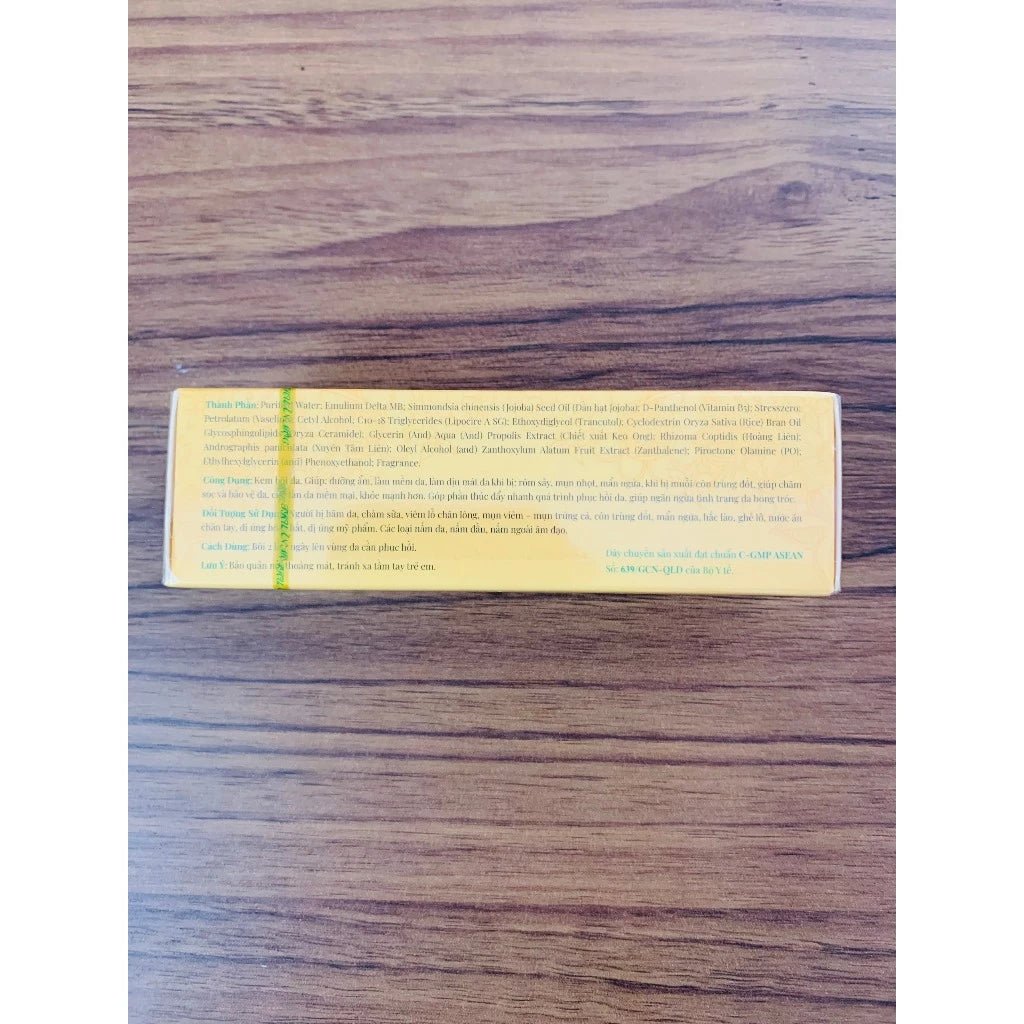 Thành Phần: Purif Water; Emulium Delta MB; Simmondsia chinensis (Jojoba) Seed Oil (Dầu hạt Jojoba); D-Panthenol (Vitamin B5); Stresszero;
Petrolatum (Vaselin Cetyl Alcohol; C10-18 Triglycerides (Lipocire A SG); Ethoxydiglycol (Trancutol); Cyclodextrin Oryza Sativa (Rice) Bran Oil
Glycosphingolipid Oryza Ceramide); Glycerin (And) Aqua (And) Propolis Extract (Chiết xuất Keo Ong); Rhizoma Coptidis (Hoàng Liên);
Andrographis paniculata (Xuyên Tâm Liên); Oleyl Alcohol (and) Zanthoxylum Alatum Fruit Extract (Zanthalene); Piroctone Olamine (PO);
Ethylhexylglycerin (and) Phenoxyethanol; Fragrance.
Công Dụng: Kem bôi da. Giúp: dưỡng ẩm, làm mềm da, làm dịu mát da khi bị: rôm sảy, mụn nhọt, mẩn ngứa, khi bị muỗi côn trùng đốt, giúp chăm
sóc và bảo vệ da, các làn da mềm mại, khỏe mạnh hơn. Góp phần thúc đẩy nhanh quá trình phục hồi da, giúp ngăn ngừa tình trạng da hỏng tróc.
Đối Tượng Sử Dụ Người bị hăm da, chàm sữa, viêm lỗ chân lông, mụn viêm – mụn trứng cá, côn trùng đốt, mẩn ngứa, hắc lào, ghẻ lở, nước ăn
chân tay, dị ứng hó chất, dị ứng mỹ phẩm. Các loại nấm da, nấm đầu, nấm ngoài âm đạo.
Cách Dùng: Bôi 2 l ngày lên vùng da cần phục hồi.
Lưu Ý: Bảo quản n thoáng mát, tránh xa tầm tay trẻ em.
Dây chuyền sản xuất đạt chuẩn C-GMP ASEAN
Số: 639/GCN-QLD của Bộ Y tế.